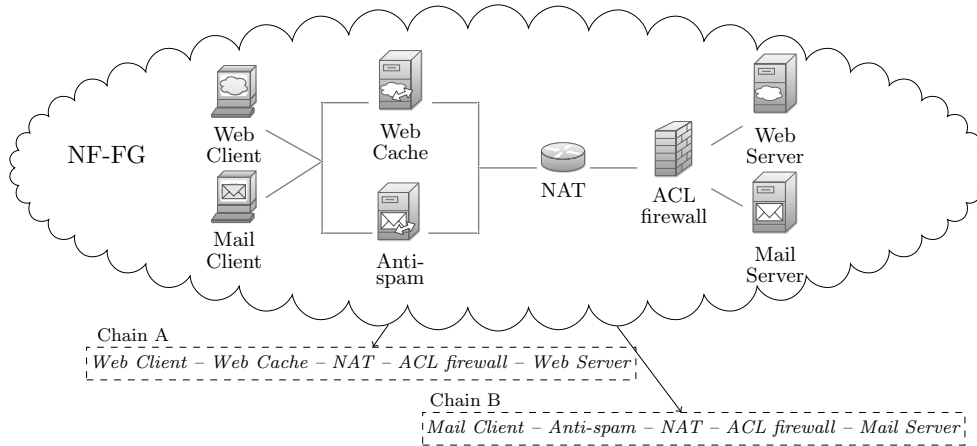 NF-FG
Web
Client
Mail
Client
Web
Cache
Anti-
spam
NAT
ACL
firewall
Web
Server
Mail
Server
Chain A
Web Client – Web Cache – NAT – ACL firewall – Web Server
Chain B
Mail Client – Anti-spam – NAT – ACL firewall – Mail Server